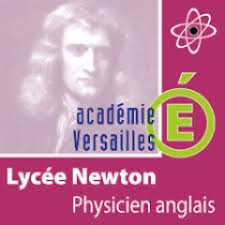 académie
Versailles
É
Lycée Newton
Physicien anglais